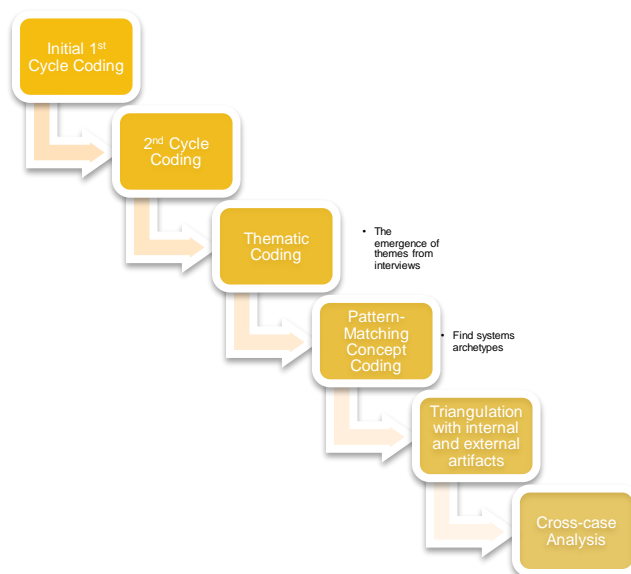 Initial 1st
Cycle Coding
2nd Cycle
Coding
Thematic
Coding
• The
emergence of
themes from
interviews
Pattern-
Matching
Concept
Coding
• Find systems
archetypes
Triangulation
with internal
and external
artifacts
Cross-case
Analysis